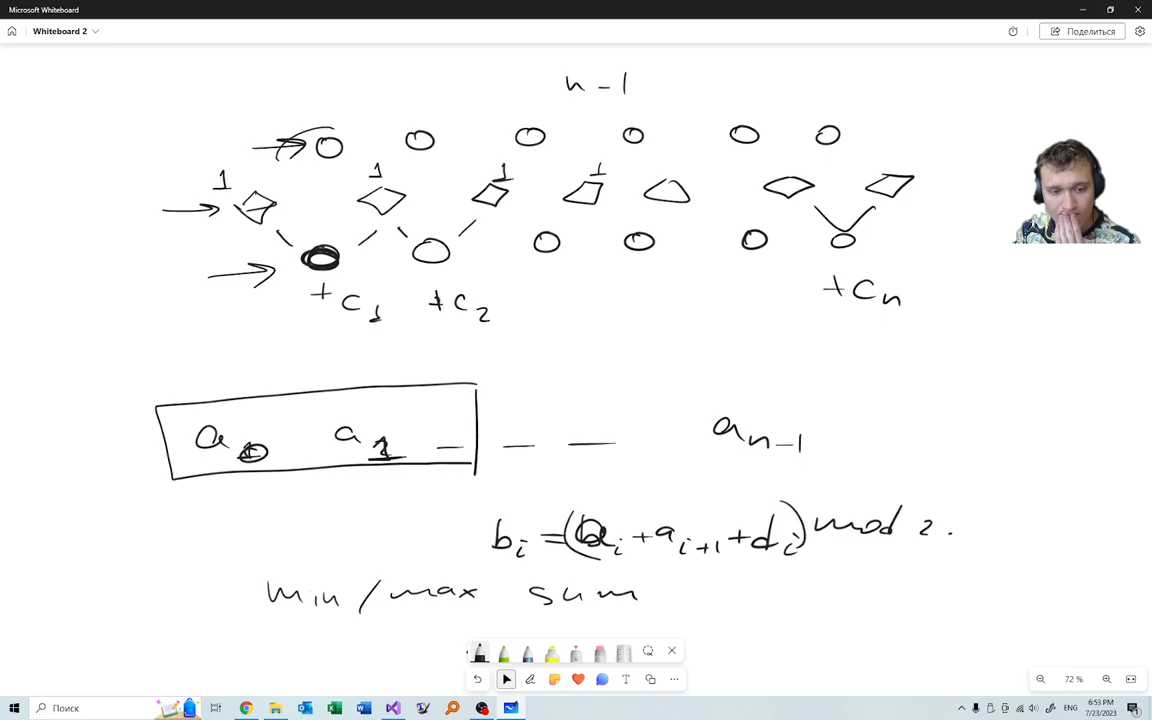 Microsoft Whiteboard
Whiteboard 2
Поделиться
n - 1
1 1 1 1
+ c1 + c2 + cn
a0 a1 _ _ _ an-1
bi = (ai + ai+1 + di) mod 2.
min / max sum
72 %
Поиск
ENG
6:53 PM
7/23/2023